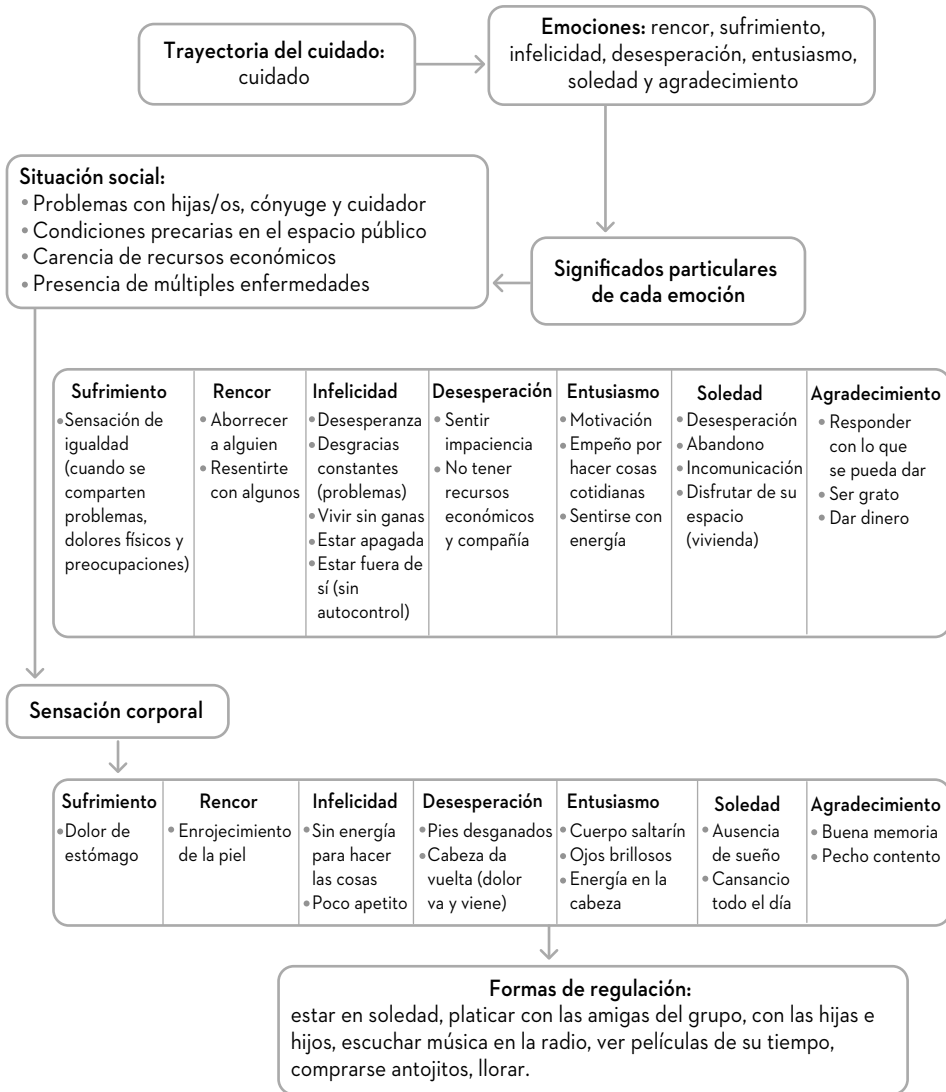 Trayectoria del cuidado:
cuidado
Emociones: rencor, sufrimiento,
infelicidad, desesperación, entusiasmo,
soledad y agradecimiento
Situación social:
• Problemas con hijas/os, cónyuge y cuidador
• Condiciones precarias en el espacio público
• Carencia de recursos económicos
• Presencia de múltiples enfermedades
Significados particulares
de cada emoción
Sufrimiento
• Sensación de
igualdad
(cuando se
comparten
problemas,
dolores físicos y
preocupaciones)
Rencor
• Aborrecer
a alguien
• Resentirte
con algunos
Infelicidad
• Desesperanza
• Desgracias
constantes
(problemas)
• Vivir sin ganas
• Estar apagada
• Estar fuera de
sí (sin
autocontrol)
Desesperación
• Sentir
impaciencia
• No tener
recursos
económicos
y compañía
Entusiasmo
• Motivación
• Empeño por
hacer cosas
cotidianas
• Sentirse con
energía
Soledad
• Desesperación
• Abandono
• Incomunicación
• Disfrutar de su
espacio
(vivienda)
Agradecimiento
• Responder
con lo que
se pueda dar
• Ser grato
• Dar dinero
Sensación corporal
Sufrimiento
• Dolor de
estómago
Rencor
• Enrojecimiento
de la piel
Infelicidad
• Sin energía
para hacer
las cosas
• Poco apetito
Desesperación
• Pies desganados
• Cabeza da
vuelta (dolor
va y viene)
Entusiasmo
• Cuerpo saltarín
• Ojos brillosos
• Energía en la
cabeza
Soledad
• Ausencia
de sueño
• Cansancio
todo el día
Agradecimiento
• Buena memoria
• Pecho contento
Formas de regulación:
estar en soledad, platicar con las amigas del grupo, con las hijas e
hijos, escuchar música en la radio, ver películas de su tiempo,
comprarse antojitos, llorar.